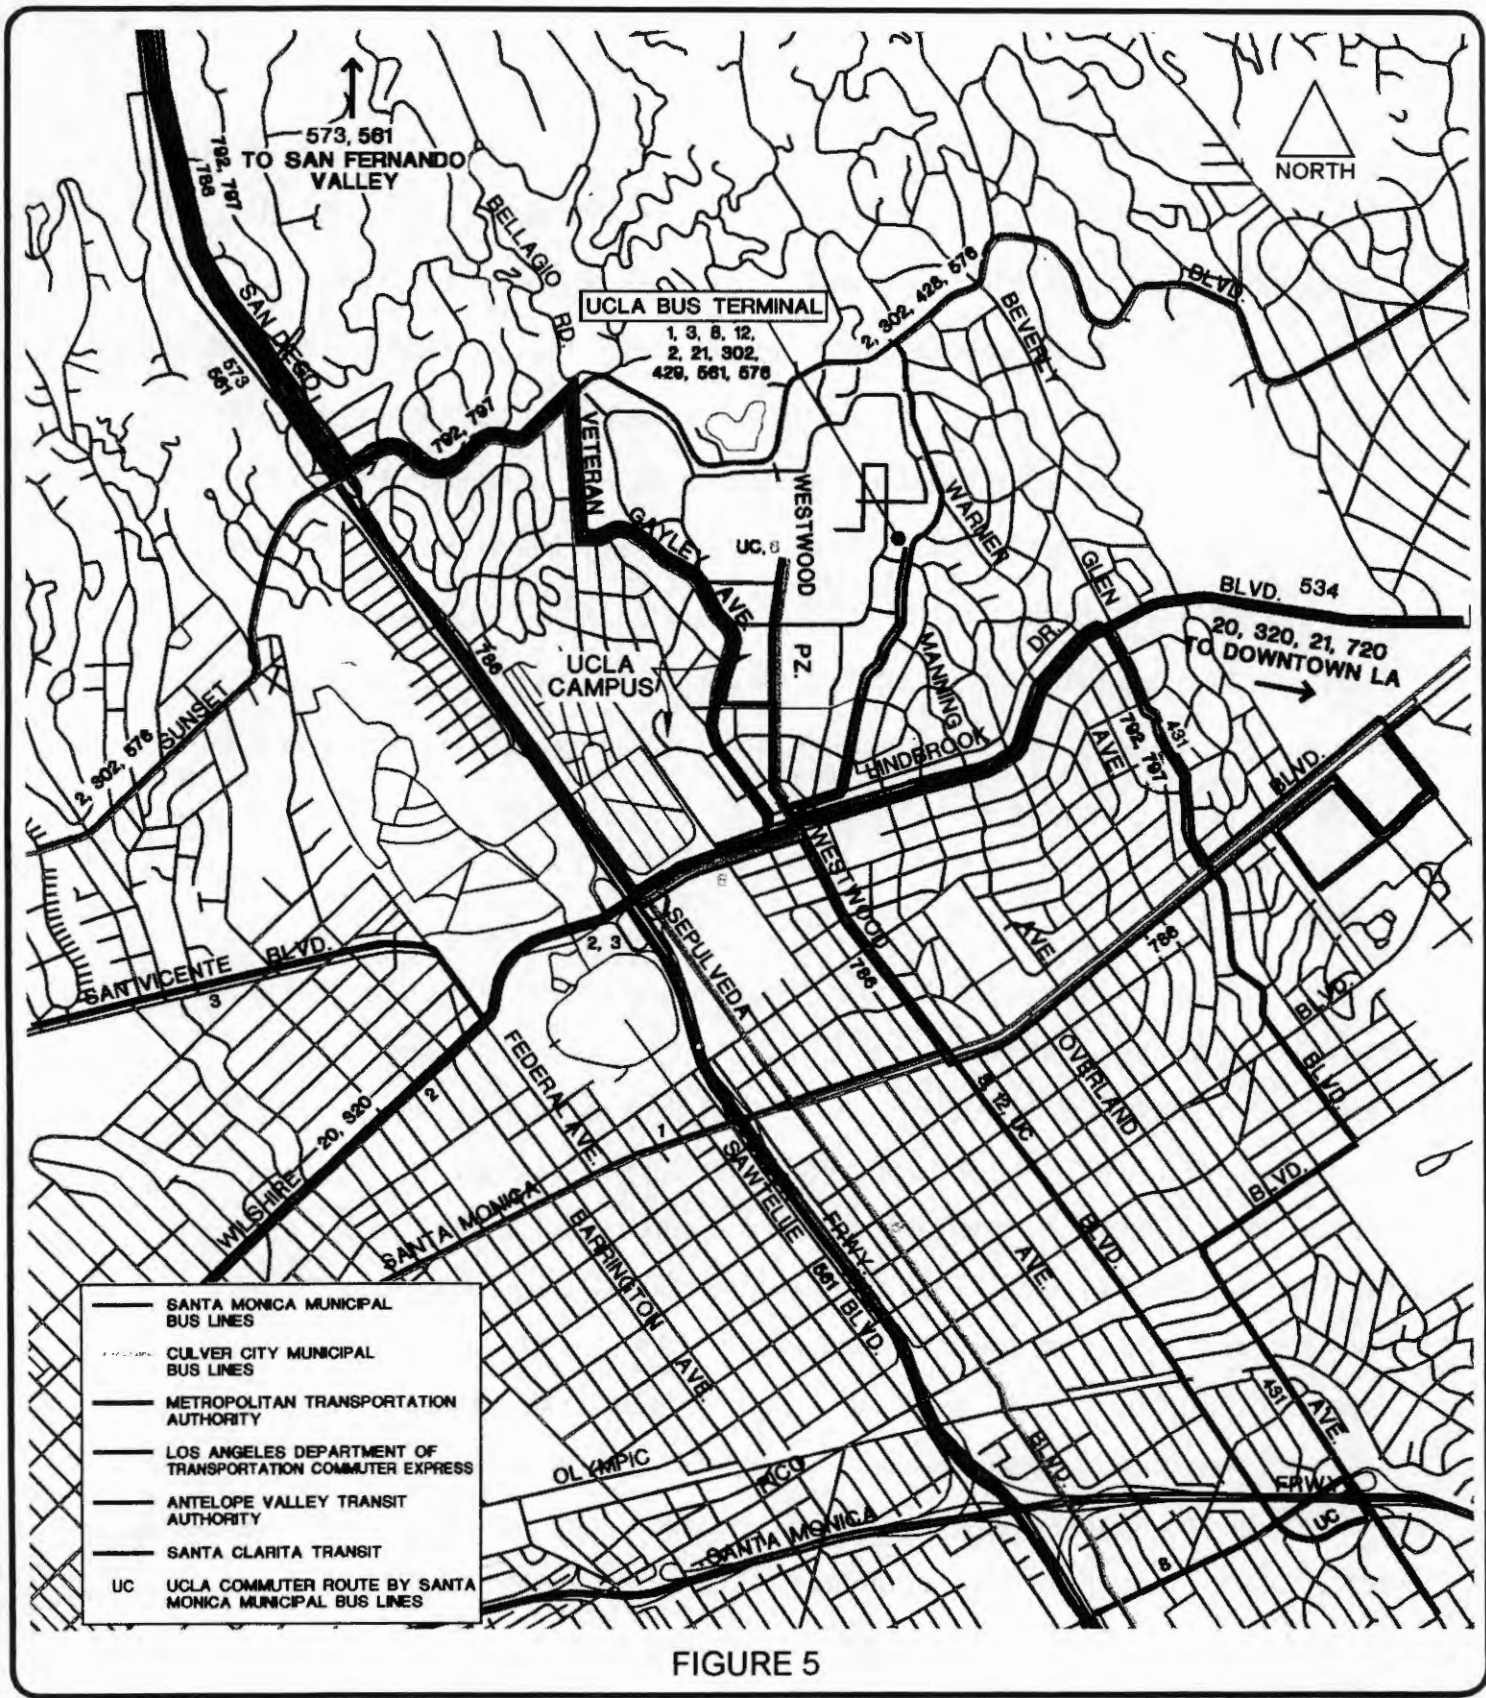 573, 561
TO SAN FERNANDO
VALLEY
NORTH
792, 797
786
BELLAGIO
RD.
SAN DIEGO
573
561
UCLA BUS TERMINAL
1, 3, 8, 12,
2, 21, 302,
429, 561, 576
2, 302, 429, 576
BEVERLY
BLVD.
792, 797
VETERAN
GAYLEY
AVE.
UC, 6
WESTWOOD
PZ.
WARNER
GLEN
BLVD. 534
20, 320, 21, 720
TO DOWNTOWN LA
DR.
MANNING
AVE
LINDBROOK
UCLA
CAMPUS
786
2, 302, 576
SUNSET
792, 797
431
BLVD.
WESTWOOD
SEPULVEDA
2, 3
SAN VICENTE
BLVD.
3
AVE
786
786
BLVD.
BLVD.
OVERLAND
FEDERAL AVE.
8, 12, UC
20, 320
2
1
WILSHIRE
SANTA MONICA
SAWTELLE
BLVD.
BARRINGTON
AVE.
FRWY.
561
BLVD.
AVE.
BLVD.
431
AVE.
OLYMPIC
PICO
BLVD.
SANTA MONICA
FRWY.
UC
8
SANTA MONICA MUNICIPAL
BUS LINES
CULVER CITY MUNICIPAL
BUS LINES
METROPOLITAN TRANSPORTATION
AUTHORITY
LOS ANGELES DEPARTMENT OF
TRANSPORTATION COMMUTER EXPRESS
ANTELOPE VALLEY TRANSIT
AUTHORITY
SANTA CLARITA TRANSIT
UC UCLA COMMUTER ROUTE BY SANTA
MONICA MUNICIPAL BUS LINES
FIGURE 5